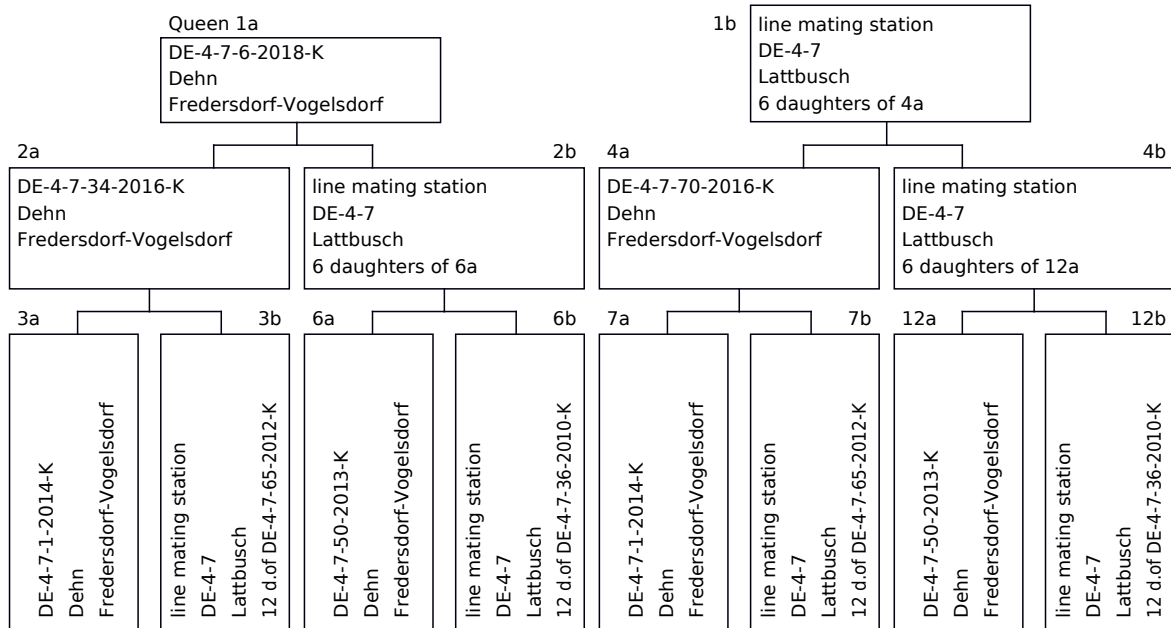 Queen 1a
DE-4-7-6-2018-K
Dehn
Fredersdorf-Vogelsdorf
1b
line mating station
DE-4-7
Lattbusch
6 daughters of 4a
2a
DE-4-7-34-2016-K
Dehn
Fredersdorf-Vogelsdorf
2b
line mating station
DE-4-7
Lattbusch
6 daughters of 6a
4a
DE-4-7-70-2016-K
Dehn
Fredersdorf-Vogelsdorf
4b
line mating station
DE-4-7
Lattbusch
6 daughters of 12a
3a
DE-4-7-1-2014-K
Dehn
Fredersdorf-Vogelsdorf
3b
line mating station
DE-4-7
Lattbusch
12 d.of DE-4-7-65-2012-K
6a
DE-4-7-50-2013-K
Dehn
Fredersdorf-Vogelsdorf
6b
line mating station
DE-4-7
Lattbusch
12 d.of DE-4-7-36-2010-K
7a
DE-4-7-1-2014-K
Dehn
Fredersdorf-Vogelsdorf
7b
line mating station
DE-4-7
Lattbusch
12 d.of DE-4-7-65-2012-K
12a
DE-4-7-50-2013-K
Dehn
Fredersdorf-Vogelsdorf
12b
line mating station
DE-4-7
Lattbusch
12 d.of DE-4-7-36-2010-K